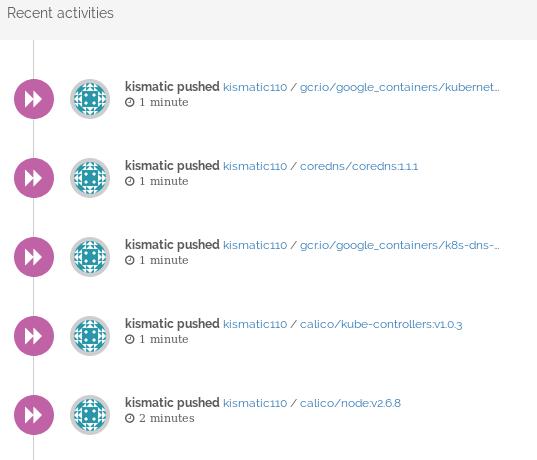 Recent activities
kismatic pushed kismatic110 / gcr.io/google_containers/kubernet...
1 minute
kismatic pushed kismatic110 / coredns/coredns:1.1.1
1 minute
kismatic pushed kismatic110 / gcr.io/google_containers/k8s-dns-...
1 minute
kismatic pushed kismatic110 / calico/kube-controllers:v1.0.3
1 minute
kismatic pushed kismatic110 / calico/node:v2.6.8
2 minutes